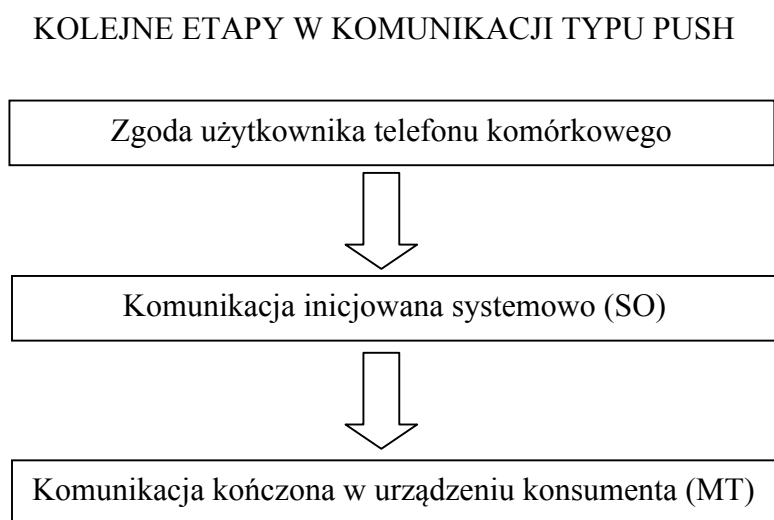 KOLEJNE ETAPY W KOMUNIKACJI TYPU PUSH
Zgoda użytkownika telefonu komórkowego
Komunikacja inicjowana systemowo (SO)
Komunikacja kończona w urządzeniu konsumenta (MT)